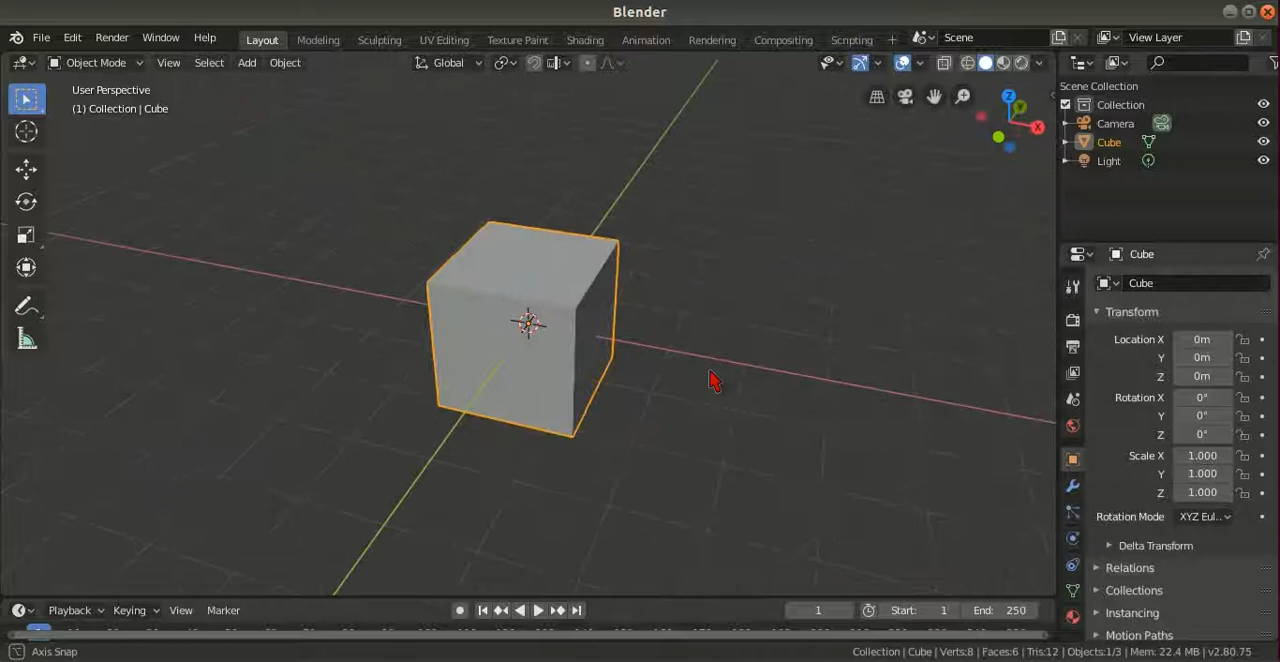 Blender
File Edit Render Window Help Layout Modeling Sculpting UV Editing Texture Paint Shading Animation Rendering Compositing Scripting + Scene View Layer
Object Mode View Select Add Object Global
User Perspective
(1) Collection | Cube
Z
Y
X
Scene Collection
Collection
Camera
Cube
Light
Cube
Cube
Transform
Location X 0m
Y 0m
Z 0m
Rotation X 0°
Y 0°
Z 0°
Scale X 1.000
Y 1.000
Z 1.000
Rotation Mode XYZ Eul..
Delta Transform
Relations
Collections
Instancing
Motion Paths
Playback Keying View Marker 1 Start: 1 End: 250
Axis Snap Collection | Cube | Verts:8 | Faces:6 | Tris:12 | Objects:1/3 | Mem: 22.4 MB | v2.80.75